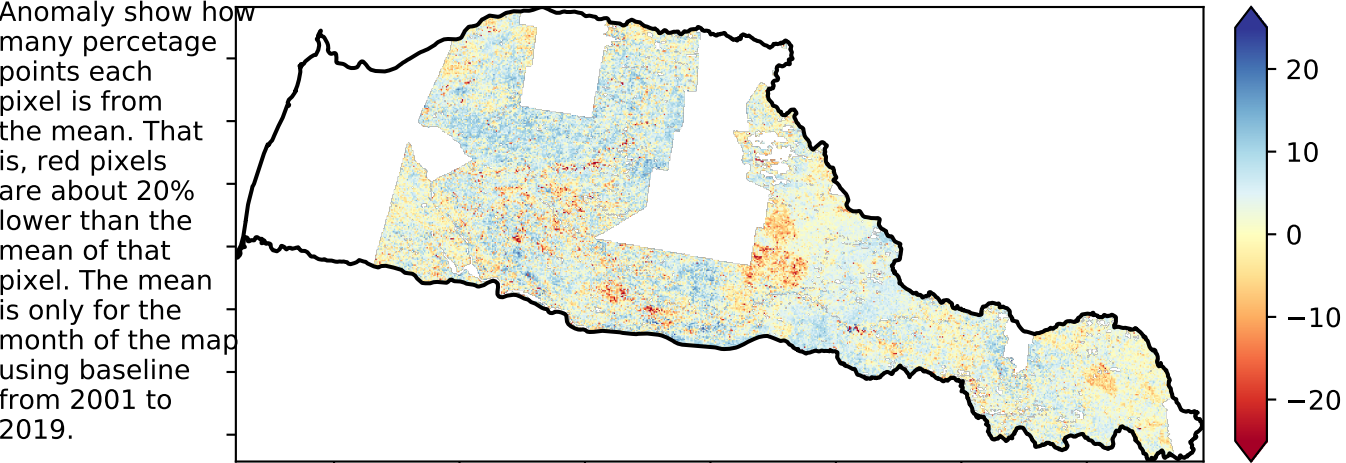 Anomaly show how
many percetage
points each
pixel is from
the mean. That
is, red pixels
are about 20%
lower than the
mean of that
pixel. The mean
is only for the
month of the map
using baseline
from 2001 to
2019.
20
10
0
−10
−20